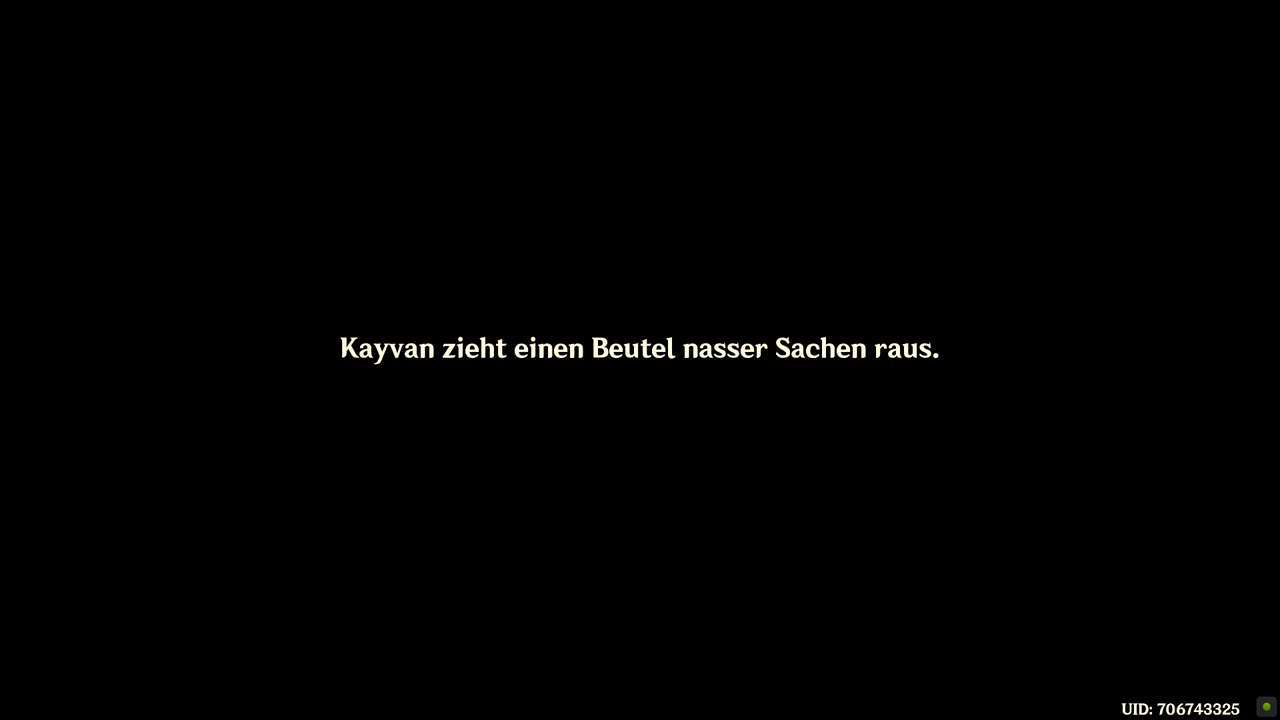 Kayvan zieht einen Beutel nasser Sachen raus.
UID: 706743325